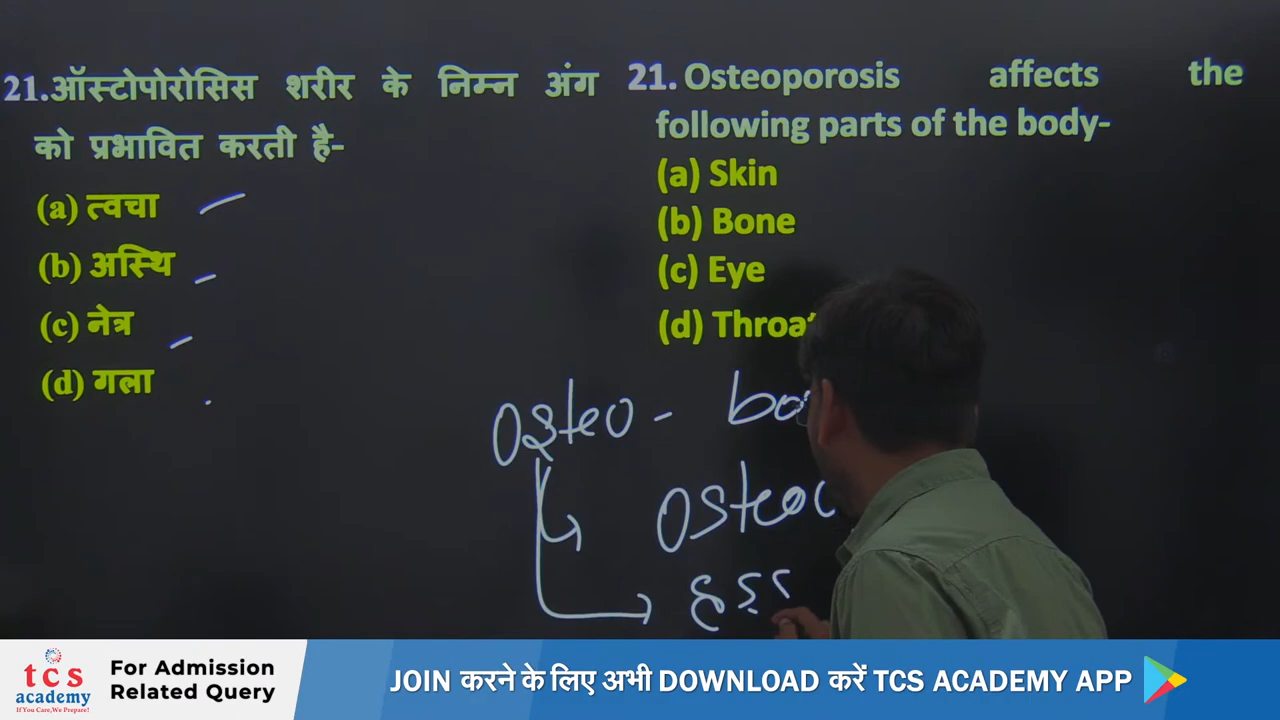 21.ऑस्टोपोरोसिस शरीर के निम्न अंग
को प्रभावित करती है-
(a) त्वचा
(b) अस्थि
(c) नेत्र
(d) गला
21. Osteoporosis affects the
following parts of the body-
(a) Skin
(b) Bone
(c) Eye
(d) Throat
Osteo -
tcs
academy
If You Care,We Prepare!
For Admission
Related Query
JOIN करने के लिए अभी DOWNLOAD करें TCS ACADEMY APP